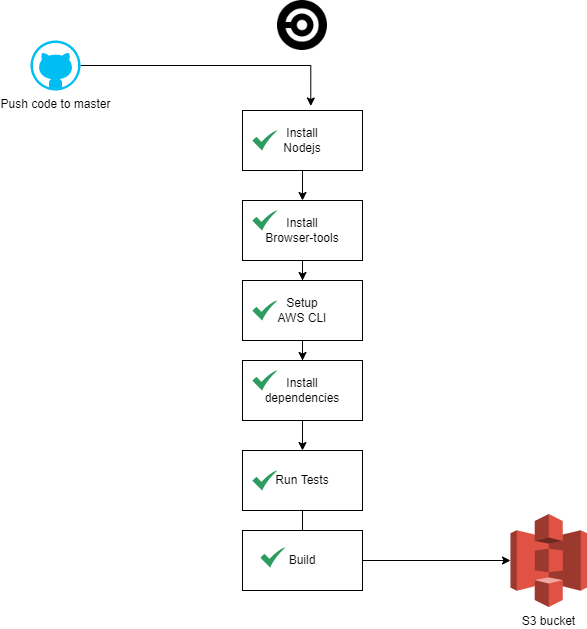 Push code to master
Install
Nodejs
Install
Browser-tools
Setup
AWS CLI
Install
dependencies
Run Tests
Build
S3 bucket